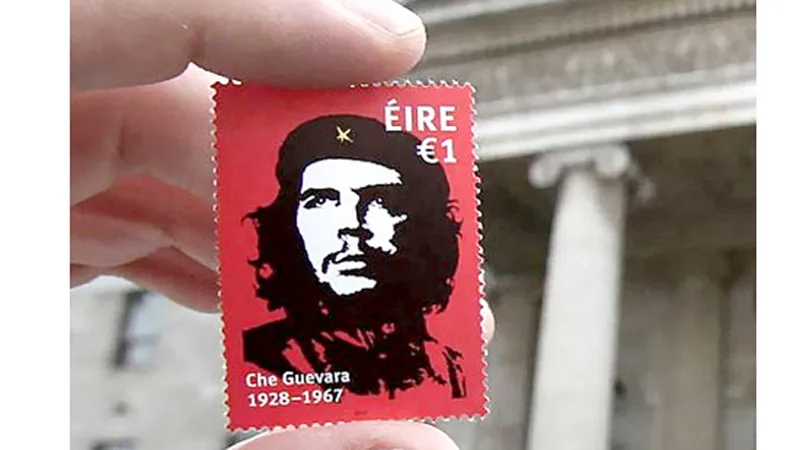 ÉIRE
€1
Che Guevara
1928–1967